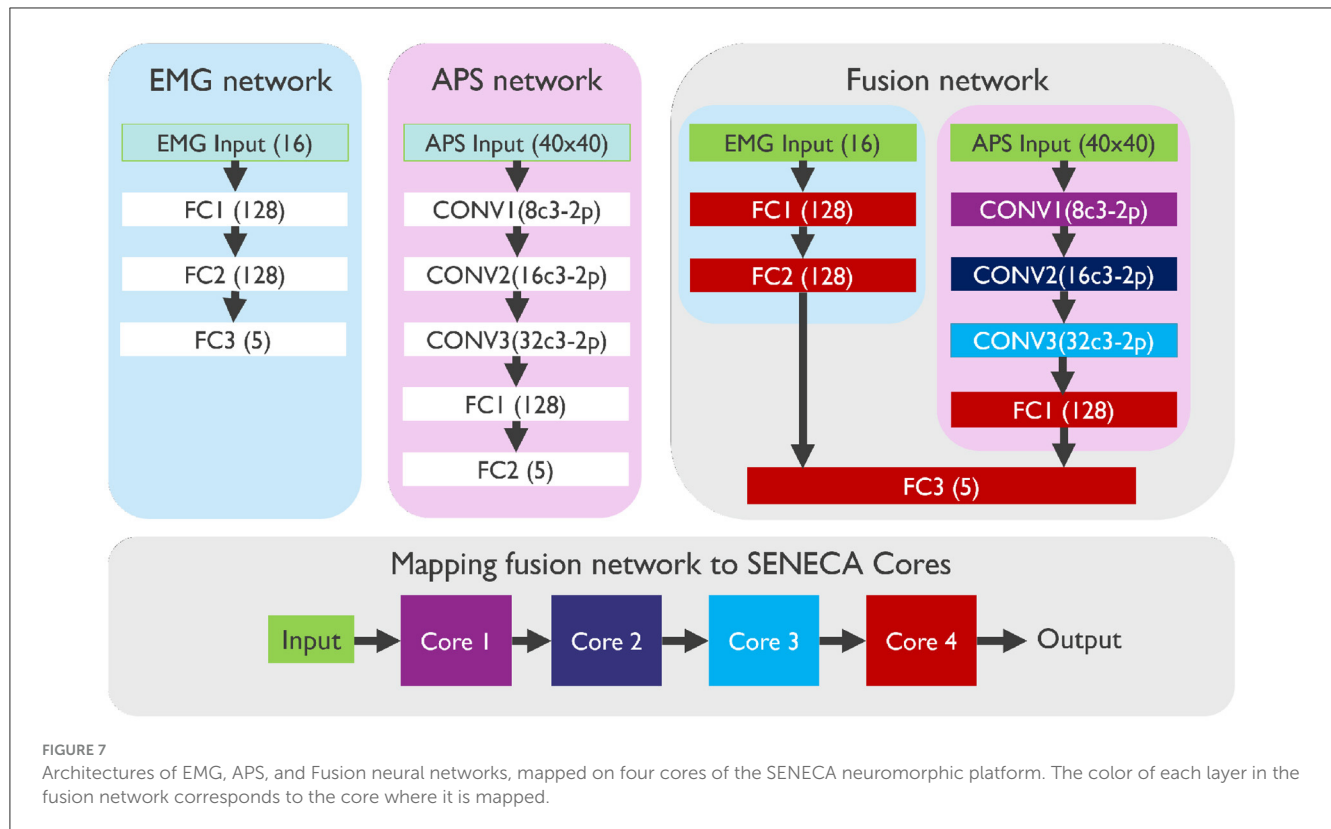 EMG network
EMG Input (16)
FC1 (128)
FC2 (128)
FC3 (5)
APS network
APS Input (40x40)
CONV1(8c3-2p)
CONV2(16c3-2p)
CONV3(32c3-2p)
FC1 (128)
FC2 (5)
Fusion network
EMG Input (16)
FC1 (128)
FC2 (128)
APS Input (40x40)
CONV1(8c3-2p)
CONV2(16c3-2p)
CONV3(32c3-2p)
FC1 (128)
FC3 (5)
Mapping fusion network to SENECA Cores
Input
Core 1
Core 2
Core 3
Core 4
Output
FIGURE 7
Architectures of EMG, APS, and Fusion neural networks, mapped on four cores of the SENECA neuromorphic platform. The color of each layer in the
fusion network corresponds to the core where it is mapped.